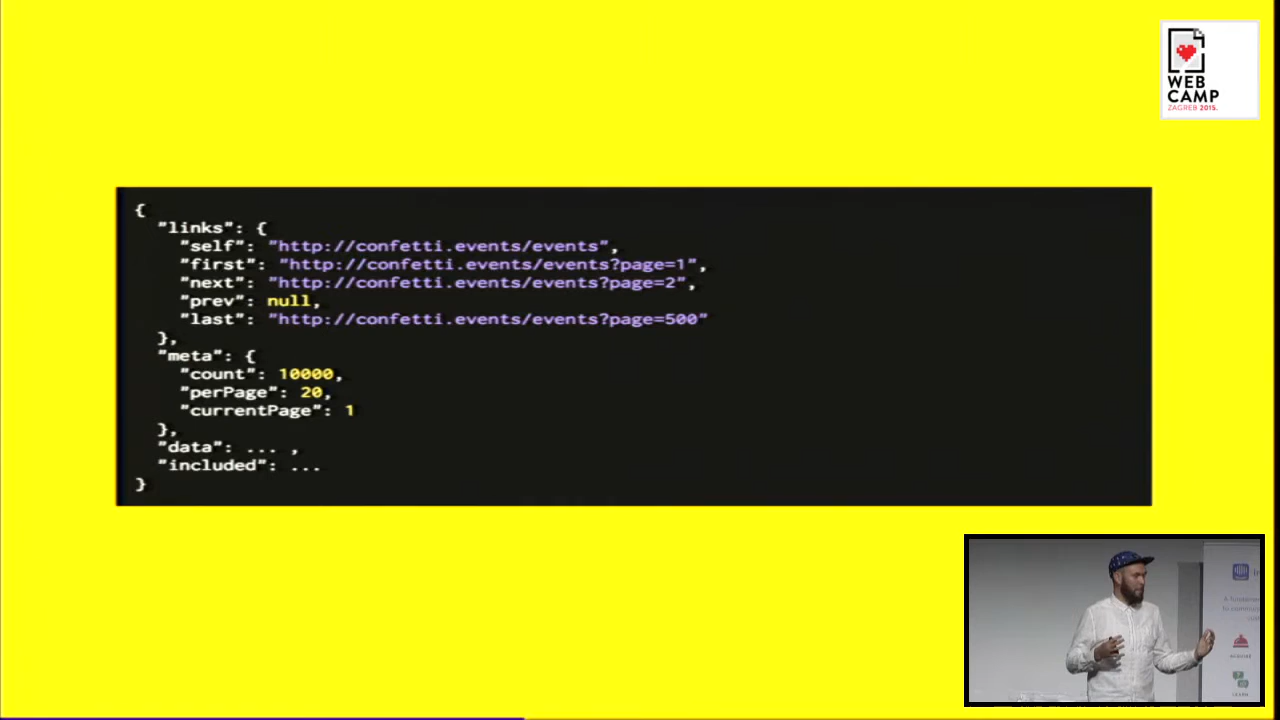 WEB
CAMP
ZAGREB 2015.
{
"links": {
"self": "http://confetti.events/events",
"first": "http://confetti.events/events?page=1",
"next": "http://confetti.events/events?page=2",
"prev": null,
"last": "http://confetti.events/events?page=500"
},
"meta": {
"count": 10000,
"perPage": 20,
"currentPage": 1
},
"data": ... ,
"included": ...
}
LEARN